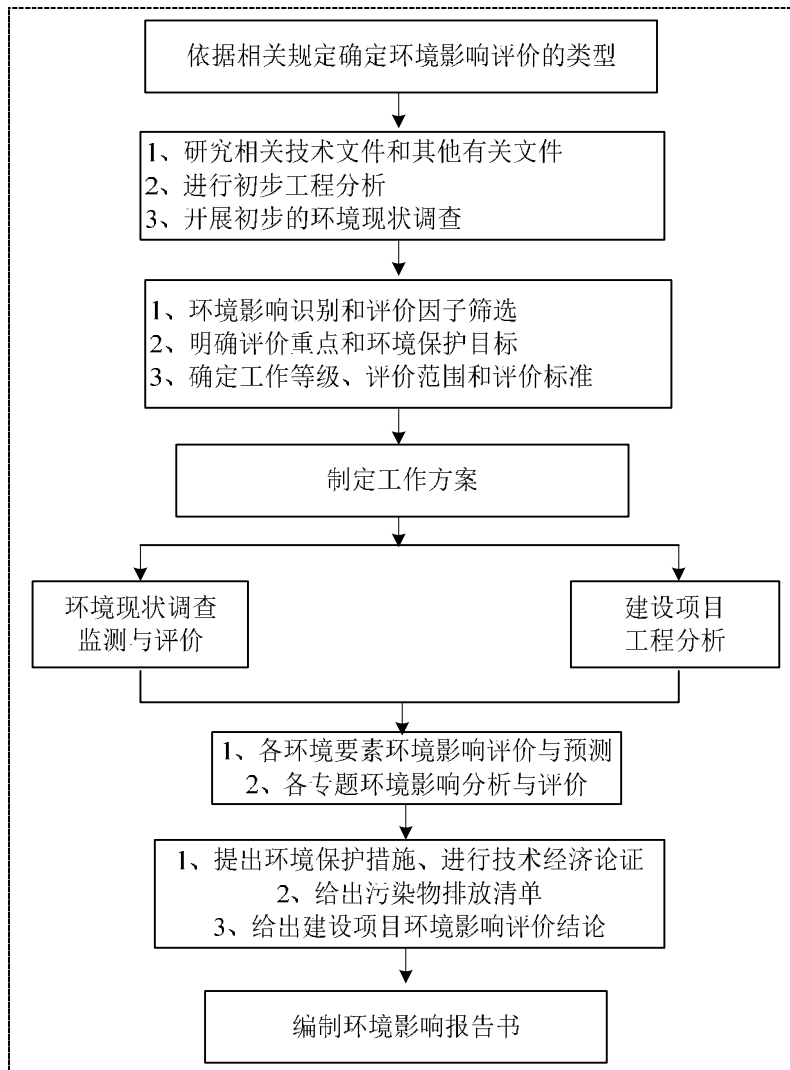 依据相关规定确定环境影响评价的类型
1、研究相关技术文件和其他有关文件
2、进行初步工程分析
3、开展初步的环境现状调查
1、环境影响识别和评价因子筛选
2、明确评价重点和环境保护目标
3、确定工作等级、评价范围和评价标准
制定工作方案
环境现状调查
监测与评价
建设项目
工程分析
1、各环境要素环境影响评价与预测
2、各专题环境影响分析与评价
1、提出环境保护措施、进行技术经济论证
2、给出污染物排放清单
3、给出建设项目环境影响评价结论
编制环境影响报告书